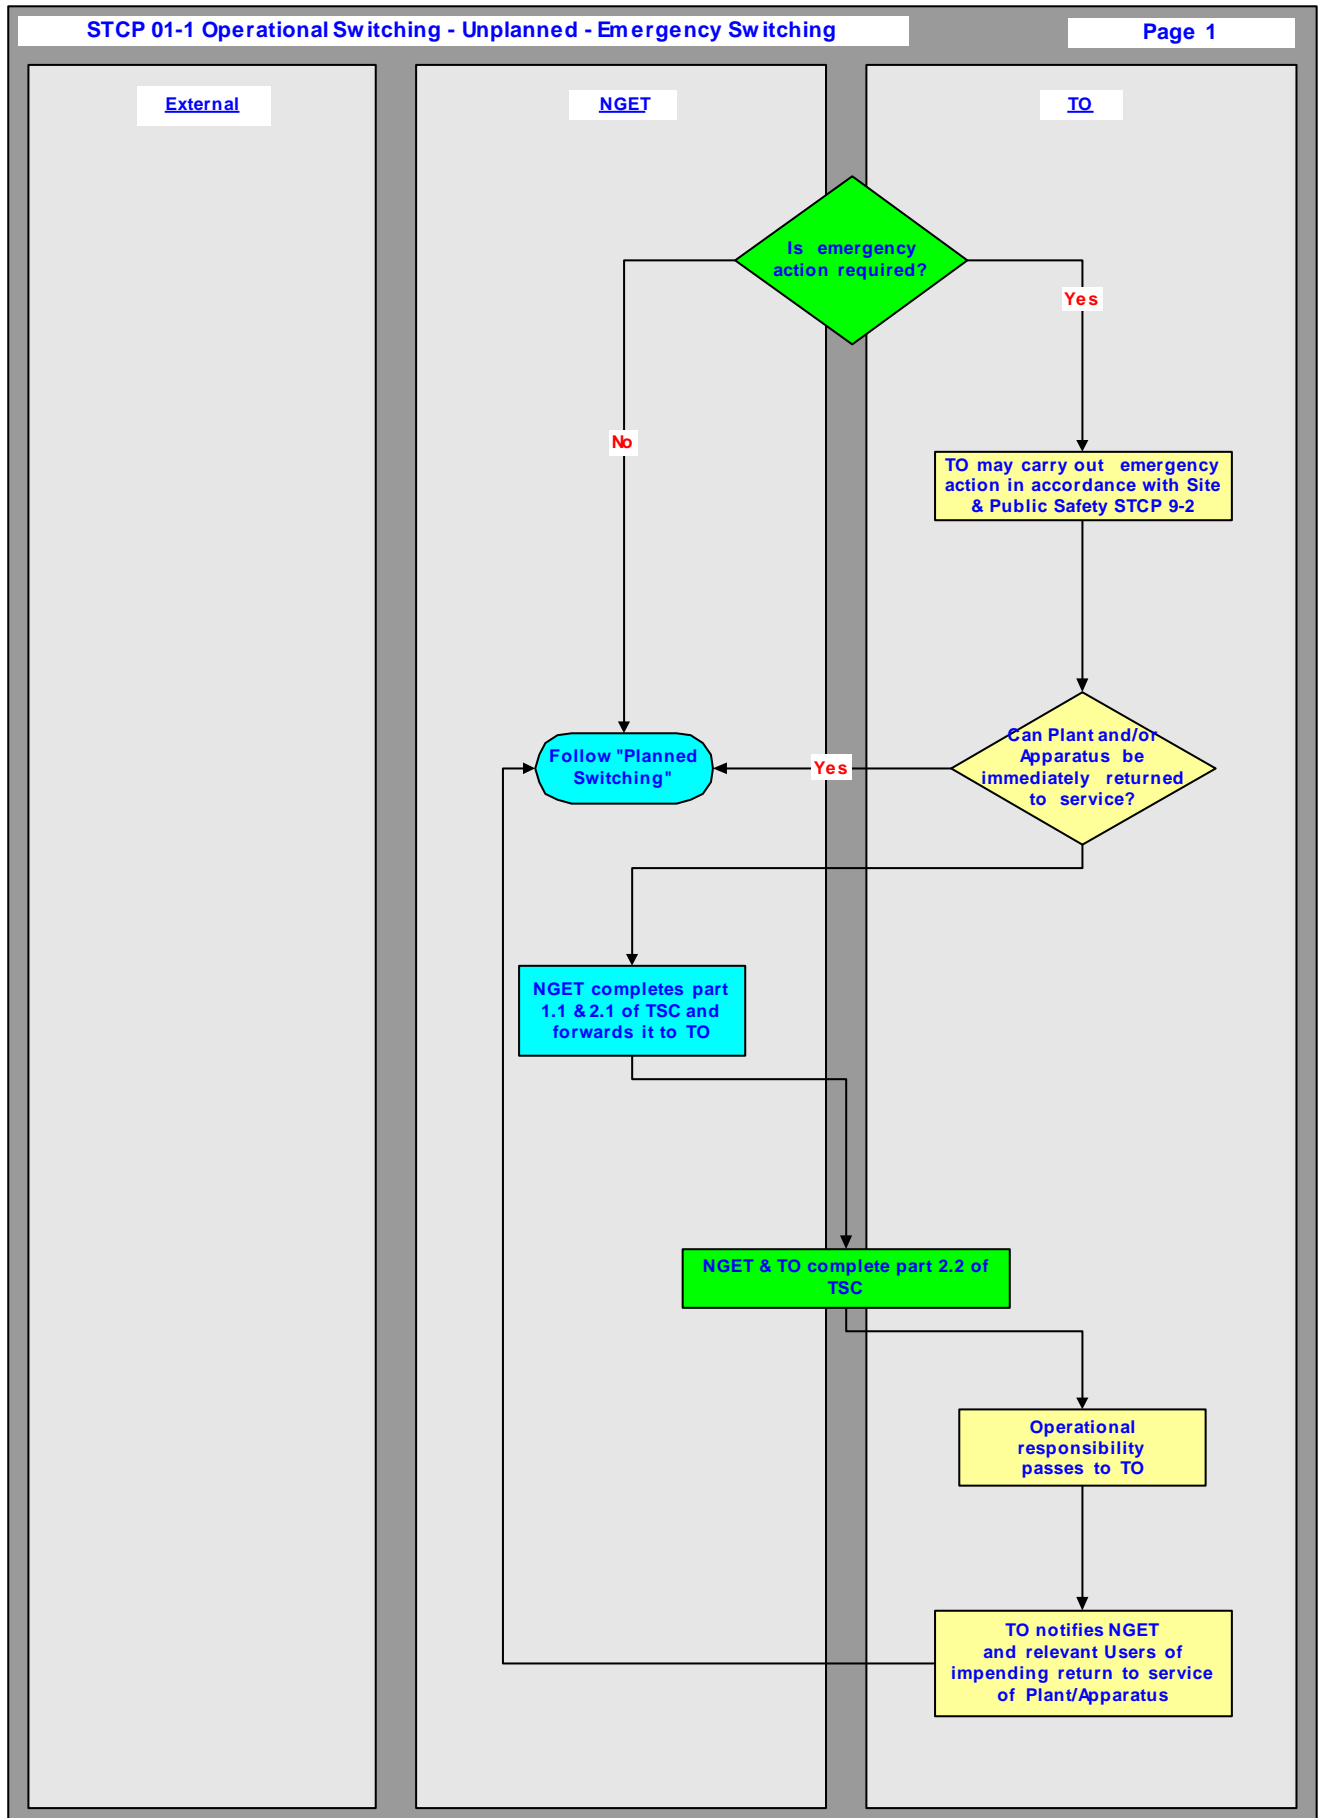 STCP 01-1 Operational Switching - Unplanned - Emergency Switching
Page 1
External
NGET
TO
Is emergency
action required?
Yes
No
TO may carry out emergency
action in accordance with Site
& Public Safety STCP 9-2
Follow "Planned
Switching"
Yes
Can Plant and/or
Apparatus be
immediately returned
to service?
NGET completes part
1.1 & 2.1 of TSC and
forwards it to TO
NGET & TO complete part 2.2 of
TSC
Operational
responsibility
passes to TO
TO notifies NGET
and relevant Users of
impending return to service
of Plant/Apparatus